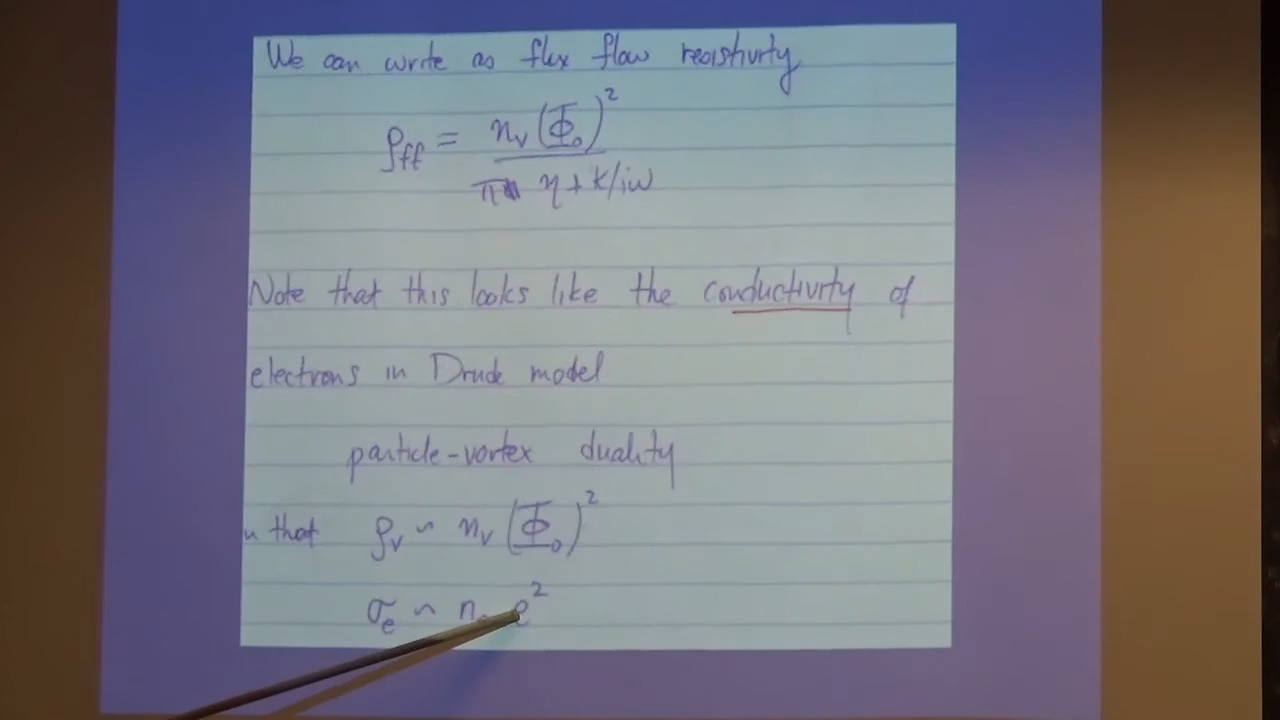 We can write as flux flow resistivity
ρff = nv(Φ0)² / η + k/iω
Note that this looks like the conductivity of
electrons in Drude model
particle-vortex duality
that ρv ~ nv(Φ0)²
σe ~ n e²